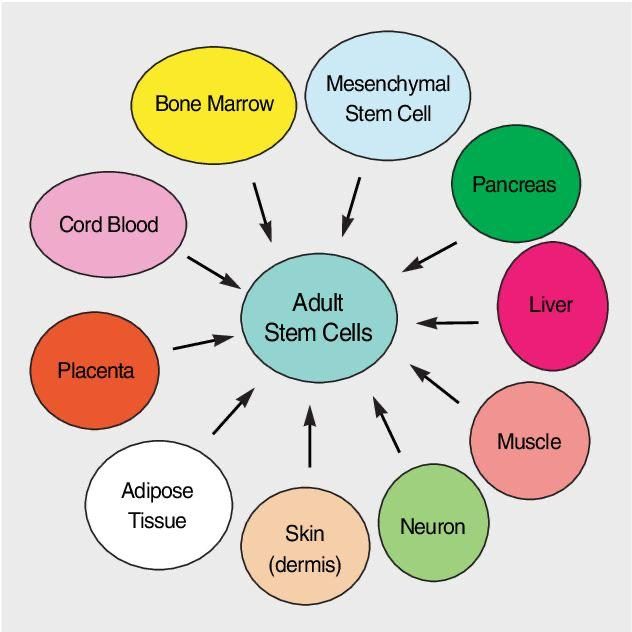 Bone Marrow
Mesenchymal
Stem Cell
Pancreas
Cord Blood
Liver
Adult
Stem Cells
Placenta
Muscle
Adipose
Tissue
Skin
(dermis)
Neuron